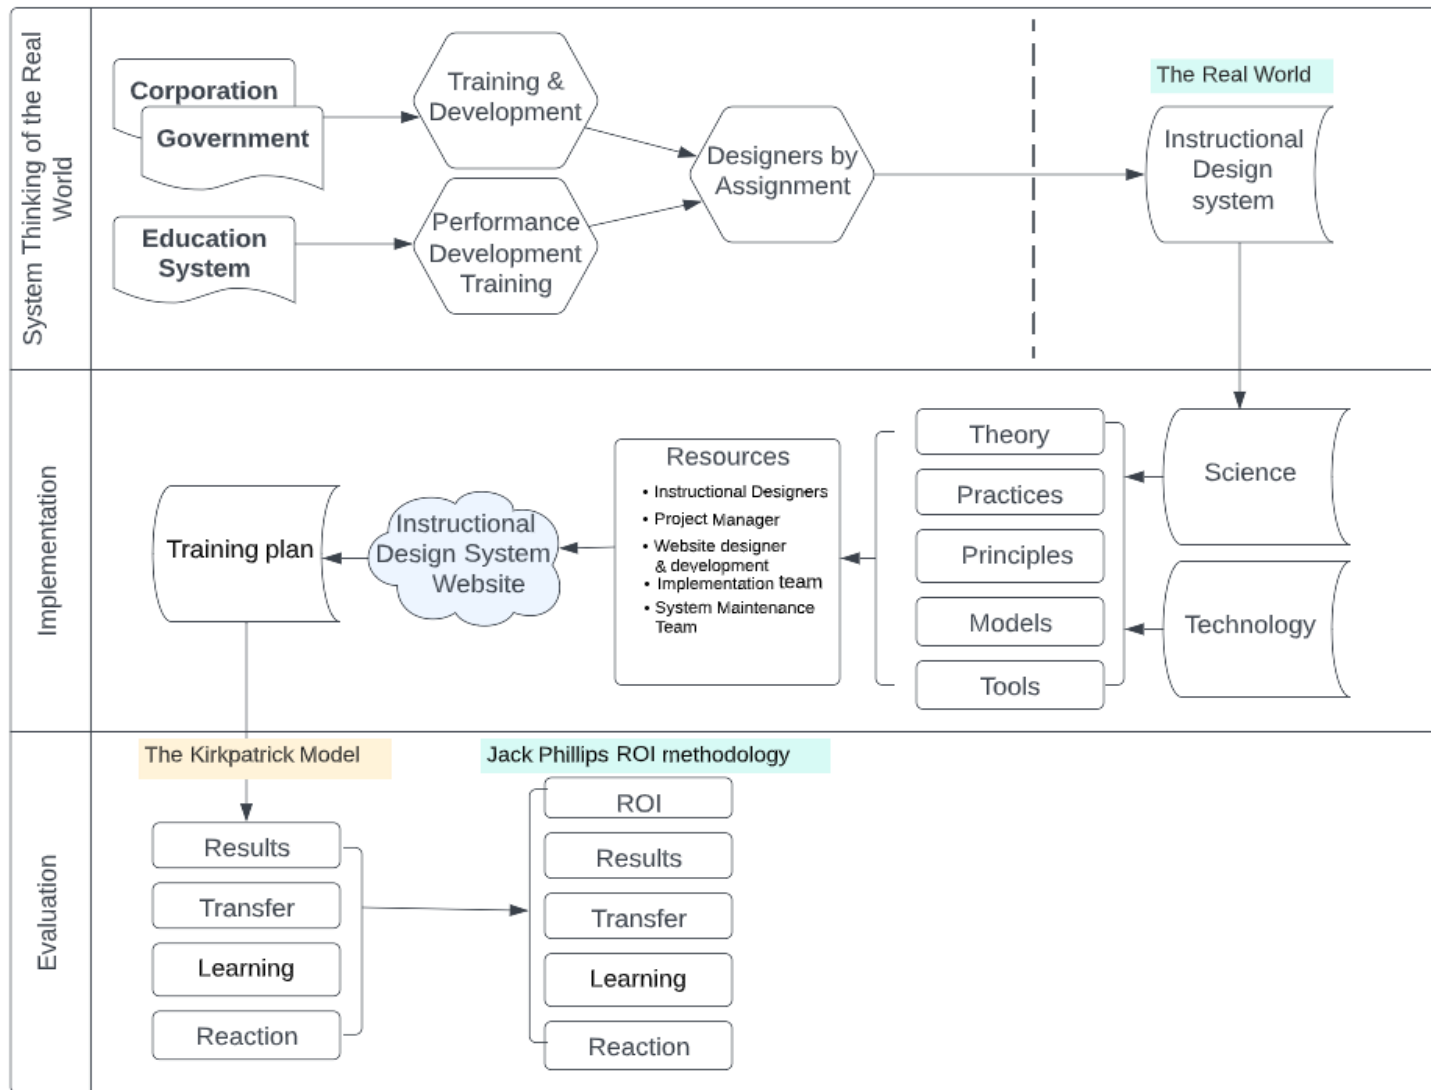 System Thinking of the Real
World
Corporation
Government
Education
System
Training &
Development
Performance
Development
Training
Designers by
Assignment
The Real World
Instructional
Design
system
Implementation
Training plan
Instructional
Design System
Website
Resources
• Instructional Designers
• Project Manager
• Website designer
& development
• Implementation team
• System Maintenance
Team
Theory
Practices
Principles
Models
Tools
Science
Technology
Evaluation
The Kirkpatrick Model
Results
Transfer
Learning
Reaction
Jack Phillips ROI methodology
ROI
Results
Transfer
Learning
Reaction